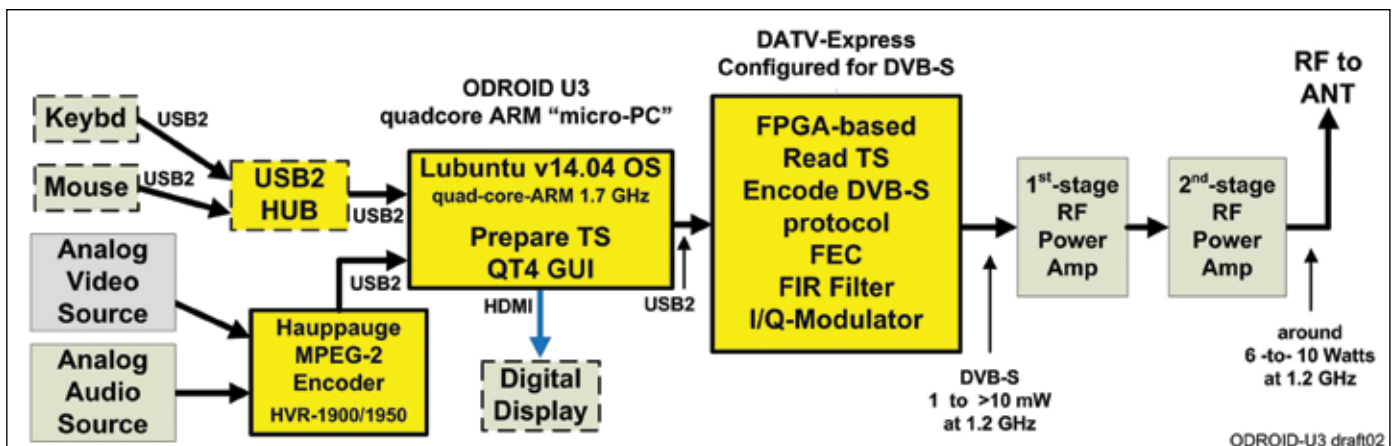 DATV-Express
Configured for DVB-S
RF to
ANT
ODROID U3
quadcore ARM “micro-PC”
Keybd
USB2
Mouse
USB2
USB2
HUB
USB2
Lubuntu v14.04 OS
quad-core-ARM 1.7 GHz
Prepare TS
QT4 GUI
USB2
FPGA-based
Read TS
Encode DVB-S
protocol
FEC
FIR Filter
I/Q-Modulator
1st-stage
RF
Power
Amp
2nd-stage
RF
Power
Amp
Analog
Video
Source
USB2
Analog
Audio
Source
Hauppauge
MPEG-2
Encoder
HVR-1900/1950
HDMI
Digital
Display
DVB-S
1 to >10 mW
at 1.2 GHz
around
6 -to- 10 Watts
at 1.2 GHz
ODROID-U3 draft02